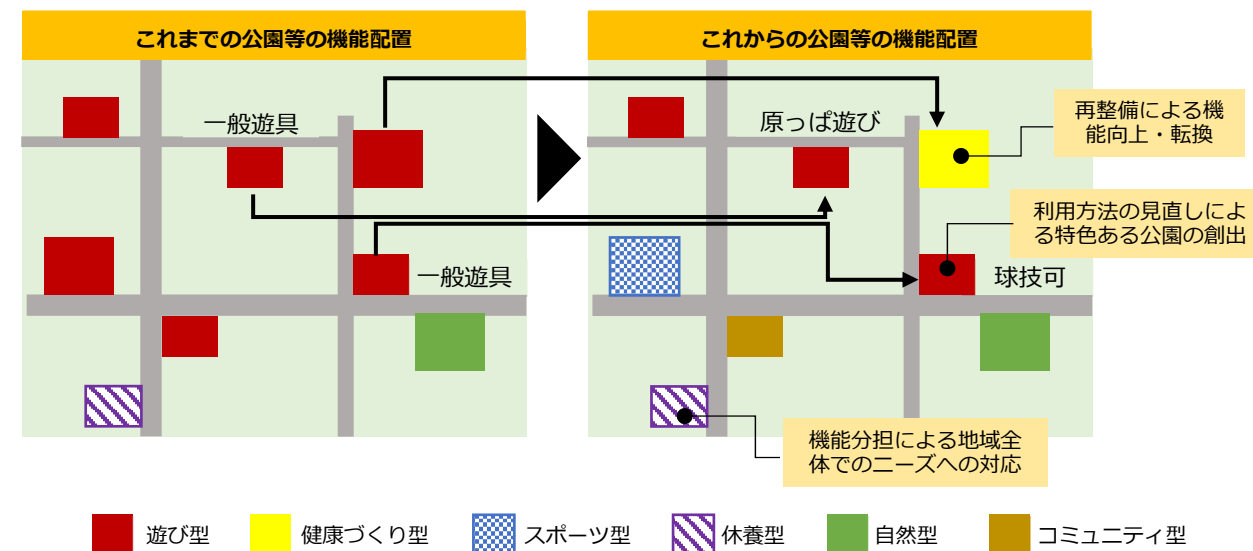 これまでの公園等の機能配置
これからの公園等の機能配置
一般遊具
一般遊具
原っぱ遊び
球技可
再整備による機
能向上・転換
利用方法の見直しによ
る特色ある公園の創出
機能分担による地域全
体でのニーズへの対応
遊び型
健康づくり型
スポーツ型
休養型
自然型
コミュニティ型